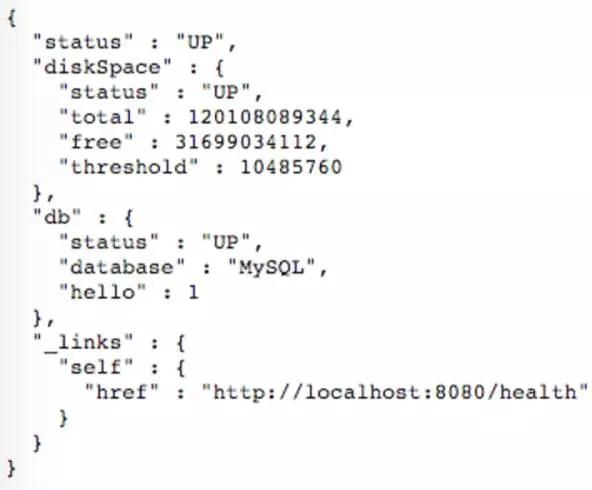 {
  "status" : "UP",
  "diskSpace" : {
    "status" : "UP",
    "total" : 120108089344,
    "free" : 31699034112,
    "threshold" : 10485760
  },
  "db" : {
    "status" : "UP",
    "database" : "MySQL",
    "hello" : 1
  },
  "_links" : {
    "self" : {
      "href" : "http://localhost:8080/health"
    }
  }
}